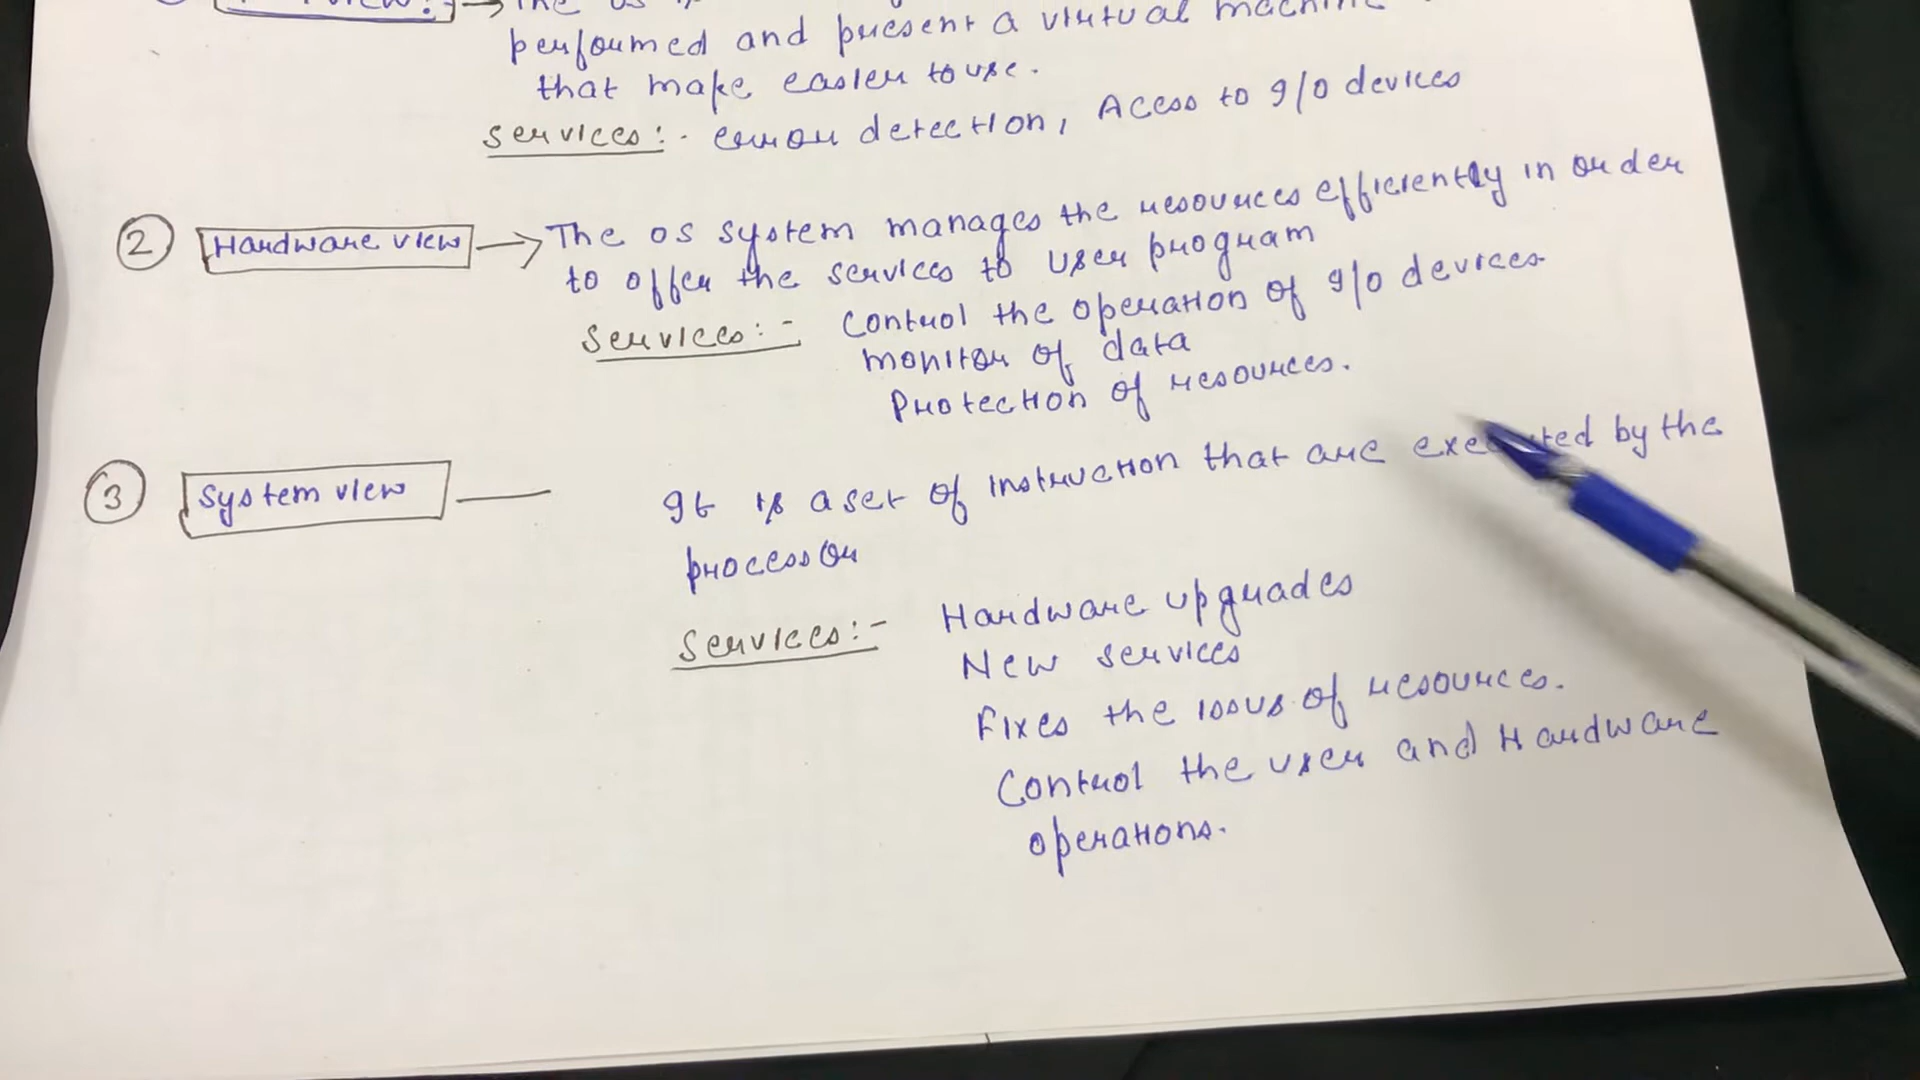 view:- → The OS
performed and present a virtual machine
that make easier to use.
Services:- error detection, Acess to I/O devices
② Hardware view → The OS system manages the resources efficiently in order
to offer the services to user program
Services:- Control the operation of I/O devices
monitor of data
Protection of resources.
③ System view — It is a set of instruction that are executed by the
processor
Services:- Hardware upgrades
New services
Fixes the issus of resources.
Control the user and Hardware
operations.